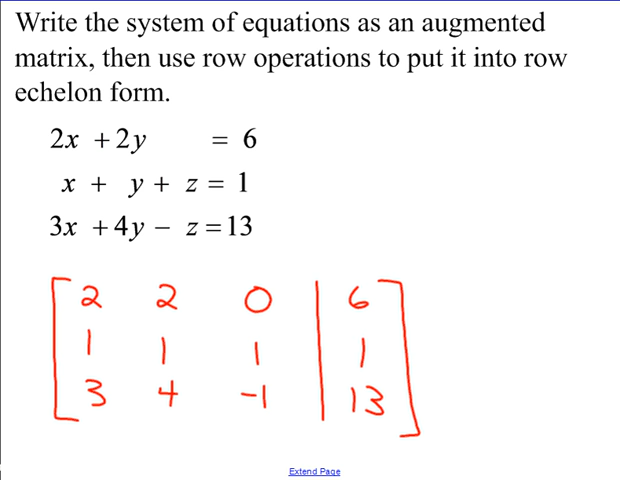 Write the system of equations as an augmented
matrix, then use row operations to put it into row
echelon form.
2x + 2y = 6
x + y + z = 1
3x + 4y − z = 13
2 2 0 | 6
1 1 1 | 1
3 4 -1 | 13
Extend Page